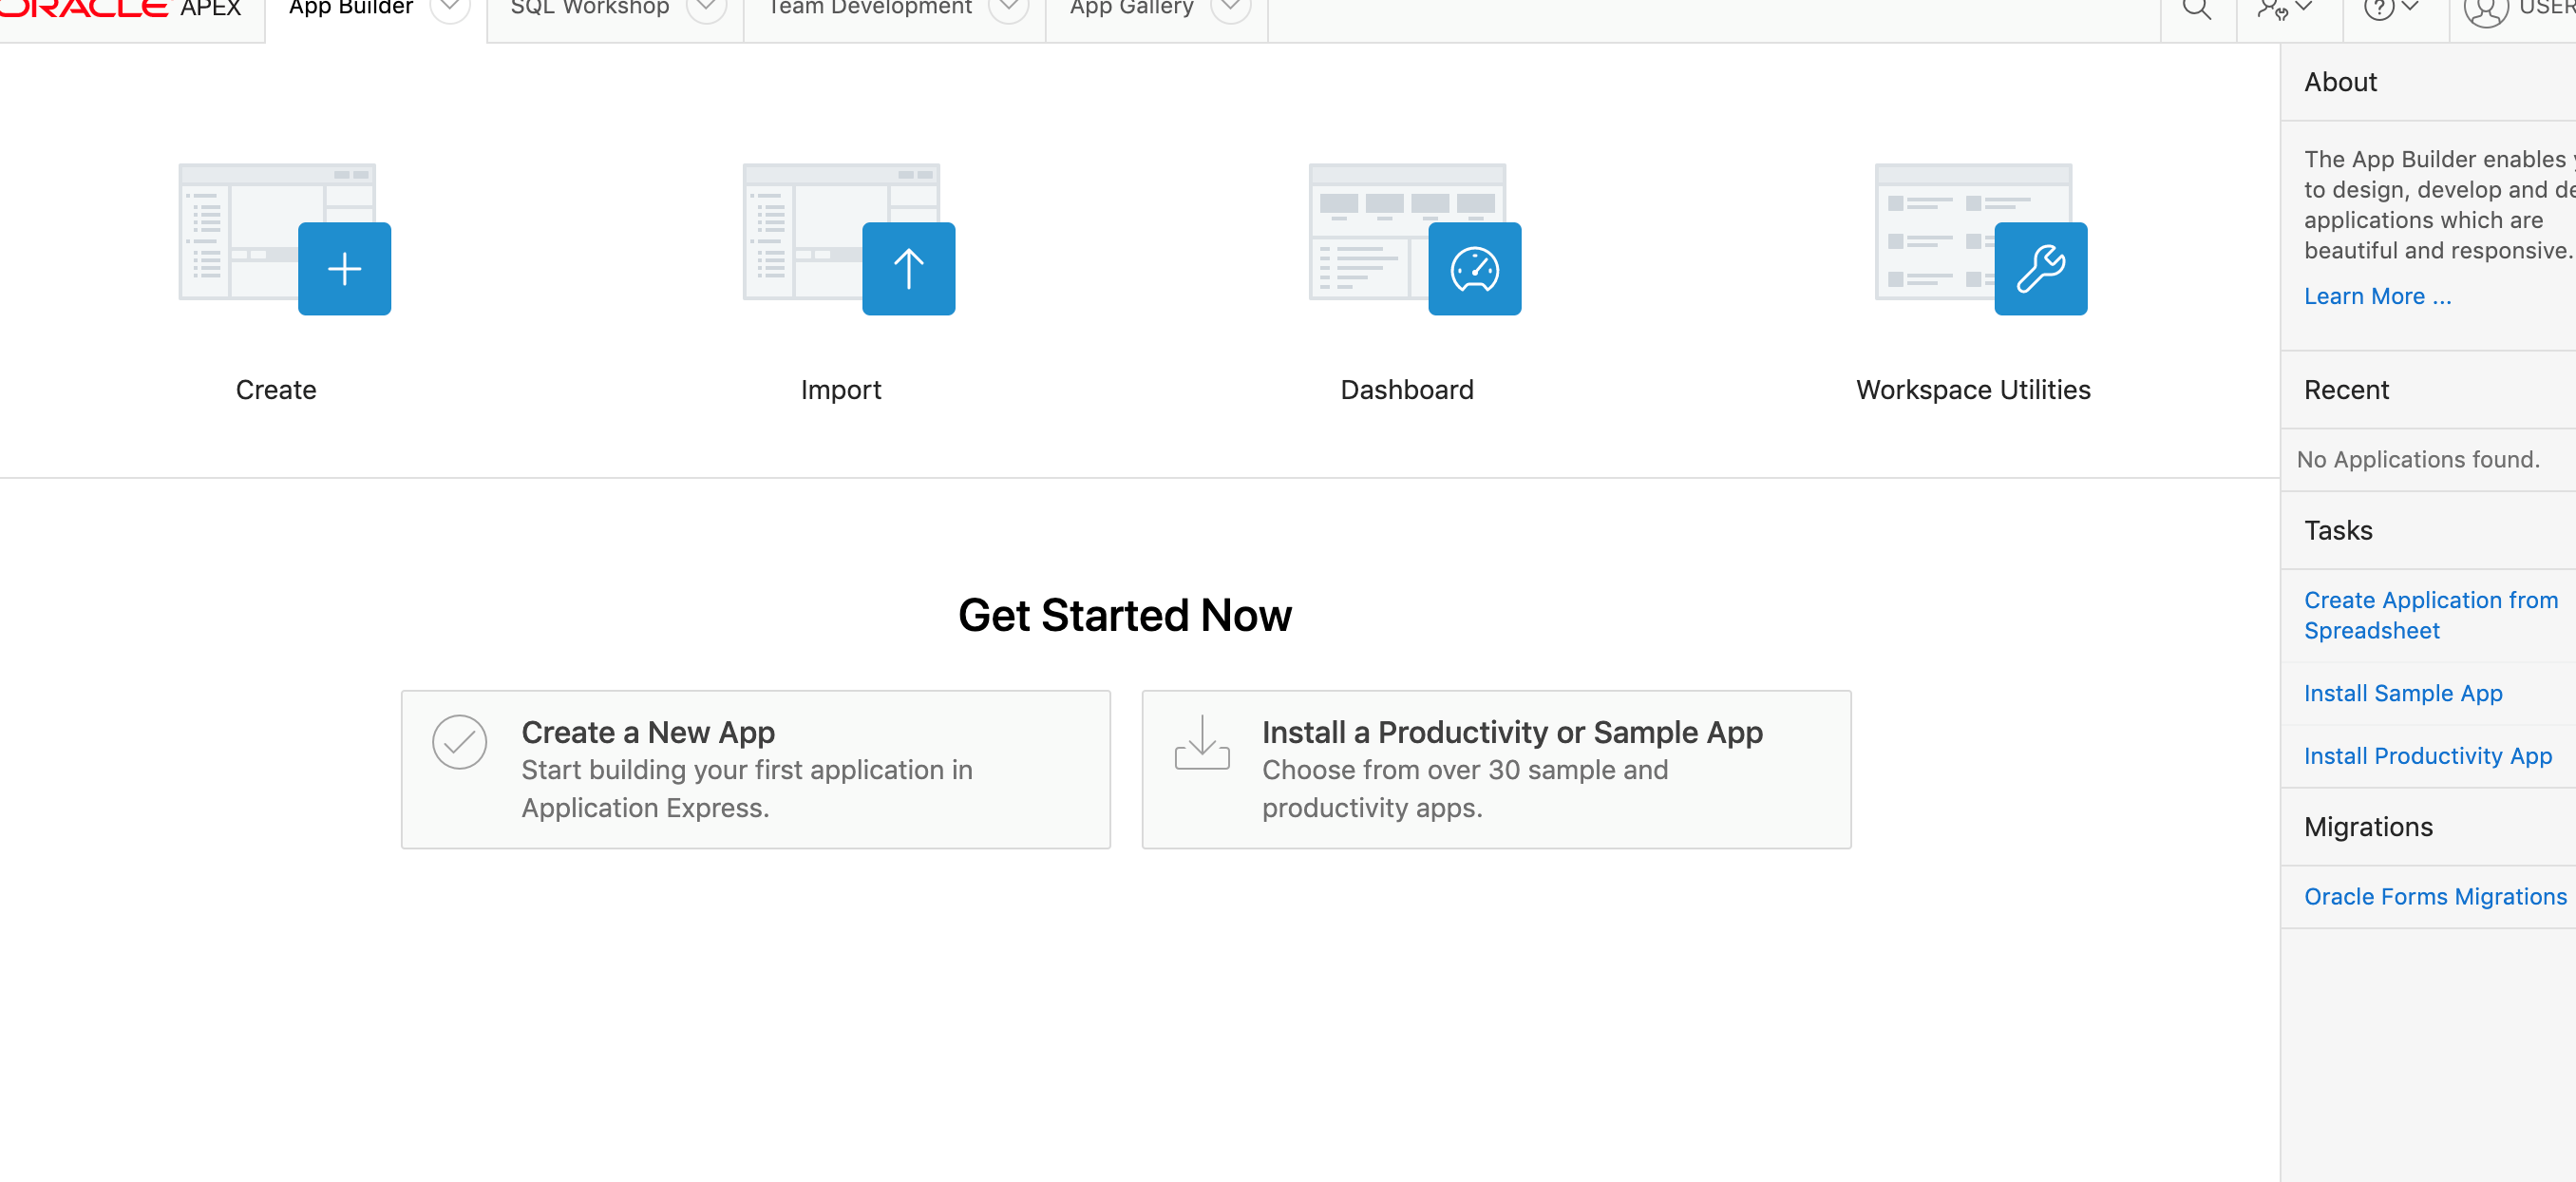 ORACLE APEX
App Builder
SQL Workshop
Team Development
App Gallery
USER
Create
Import
Dashboard
Workspace Utilities
Get Started Now
Create a New App
Start building your first application in
Application Express.
Install a Productivity or Sample App
Choose from over 30 sample and
productivity apps.
About
The App Builder enables
to design, develop and de
applications which are
beautiful and responsive.
Learn More ...
Recent
No Applications found.
Tasks
Create Application from
Spreadsheet
Install Sample App
Install Productivity App
Migrations
Oracle Forms Migrations